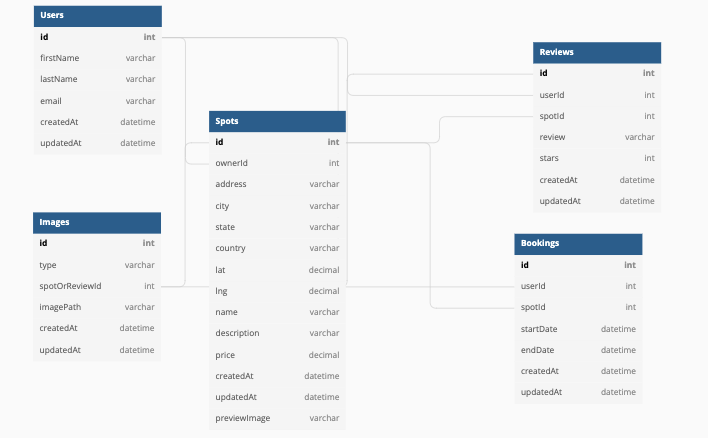 Users
id int
firstName varchar
lastName varchar
email varchar
createdAt datetime
updatedAt datetime
Images
id int
type varchar
spotOrReviewId int
imagePath varchar
createdAt datetime
updatedAt datetime
Spots
id int
ownerId int
address varchar
city varchar
state varchar
country varchar
lat decimal
lng decimal
name varchar
description varchar
price decimal
createdAt datetime
updatedAt datetime
previewImage varchar
Reviews
id int
userId int
spotId int
review varchar
stars int
createdAt datetime
updatedAt datetime
Bookings
id int
userId int
spotId int
startDate datetime
endDate datetime
createdAt datetime
updatedAt datetime